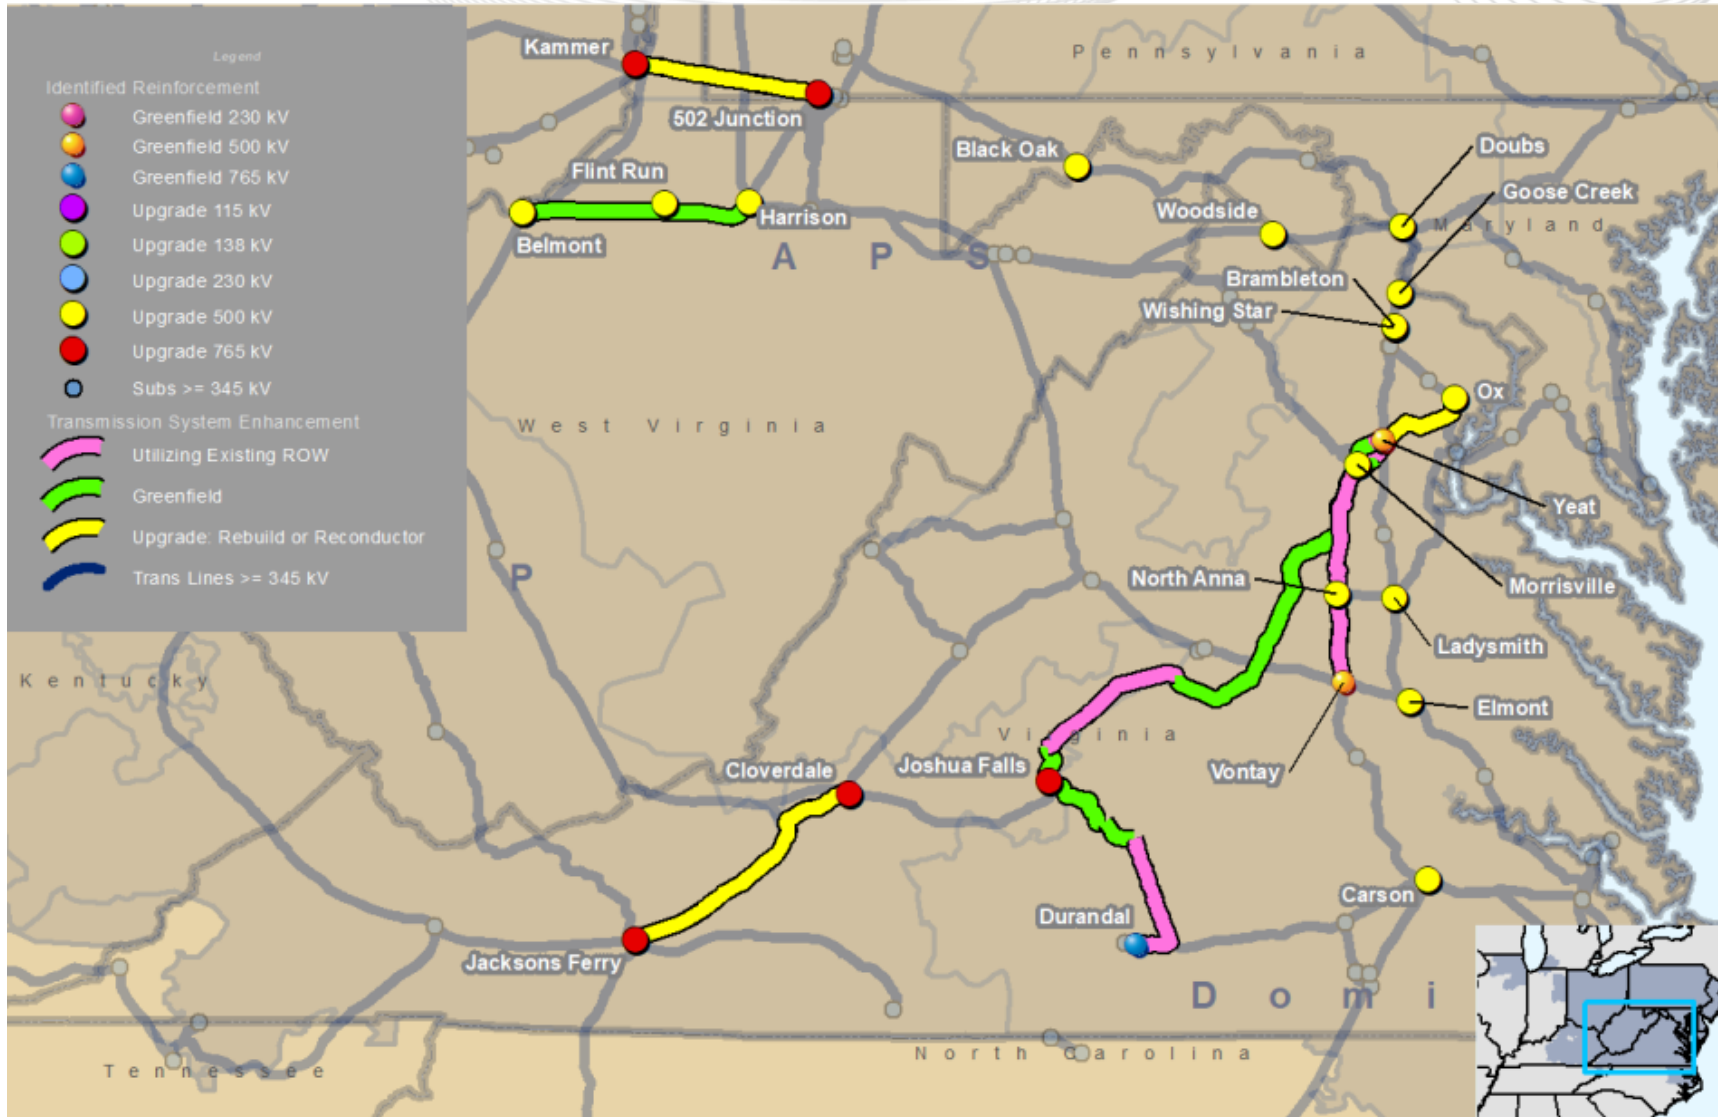 Legend
Identified Reinforcement
Greenfield 230 kV
Greenfield 500 kV
Greenfield 765 kV
Upgrade 115 kV
Upgrade 138 kV
Upgrade 230 kV
Upgrade 500 kV
Upgrade 765 kV
Subs >= 345 kV
Transmission System Enhancement
Utilizing Existing ROW
Greenfield
Upgrade: Rebuild or Reconductor
Trans Lines >= 345 kV
Kammer
Pennsylvania
502 Junction
Black Oak
Doubs
Flint Run
Goose Creek
Harrison
Woodside
Maryland
Belmont
A P S
Brambleton
Wishing Star
Ox
West Virginia
Yeat
P
North Anna
Morrisville
Ladysmith
Kentucky
Elmont
Virginia
Joshua Falls
Cloverdale
Vontay
Carson
Durandal
Jacksons Ferry
Domi
North Carolina
Tennessee